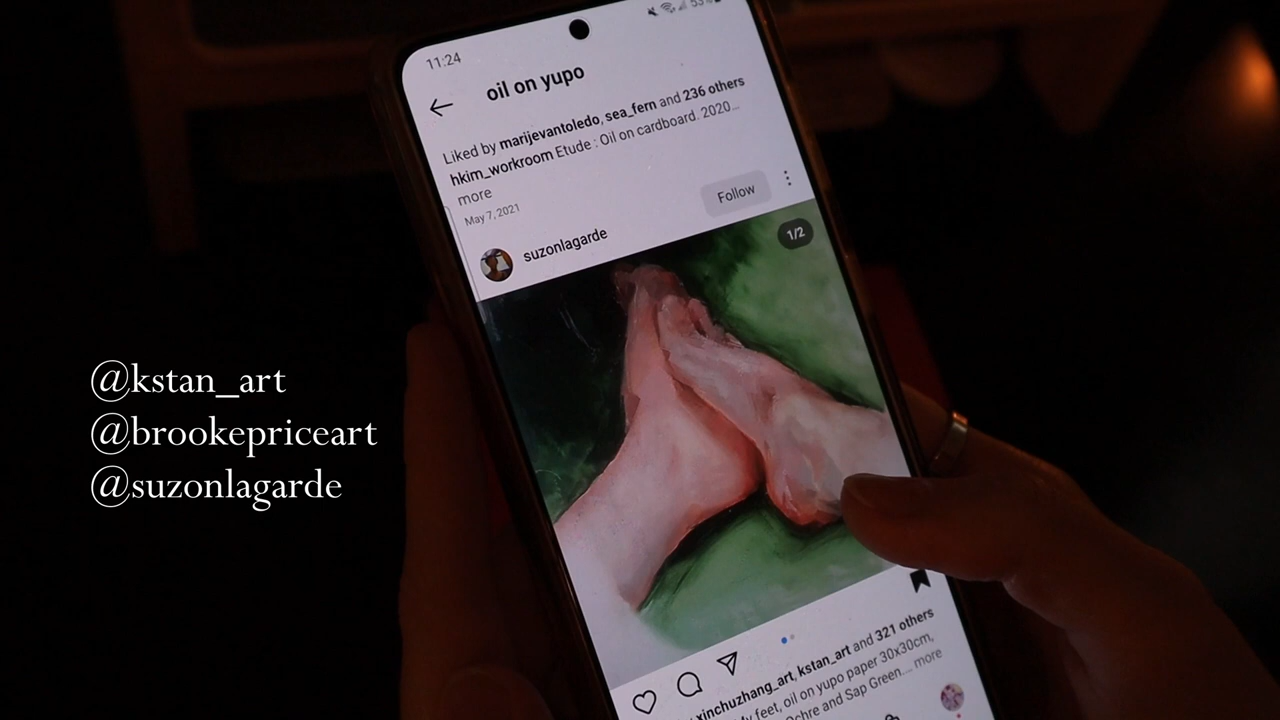 11:24
53%
oil on yupo
Liked by marijevantoledo, sea_fern and 236 others
hkim_workroom Etude : Oil on cardboard. 2020...
more
May 7, 2021
Follow
suzonlagarde
1/2
@kstan_art
@brookepriceart
@suzonlagarde
xinchuzhang_art, kstan_art and 321 others
My feet, oil on yupo paper 30x30cm,
Ochre and Sap Green.... more